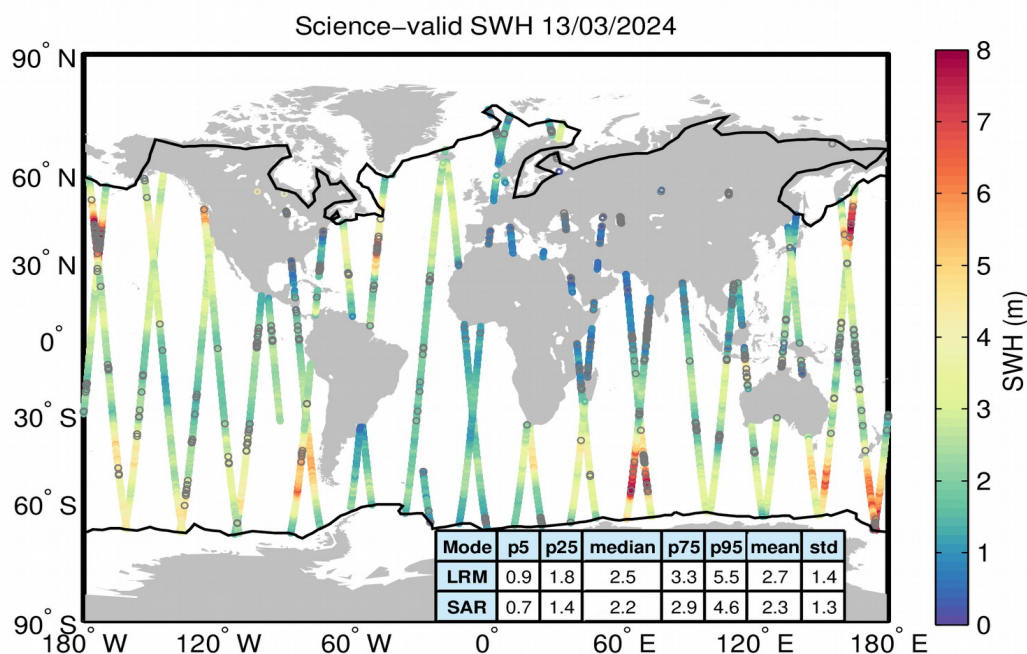 Science−valid SWH 13/03/2024
90° N
60° N
30° N
0°
30° S
60° S
90° S
180° W
120° W
60° W
0°
60° E
120° E
180° E
Mode p5 p25 median p75 p95 mean std
LRM 0.9 1.8 2.5 3.3 5.5 2.7 1.4
SAR 0.7 1.4 2.2 2.9 4.6 2.3 1.3
8
7
6
5
4
3
2
1
0
SWH (m)